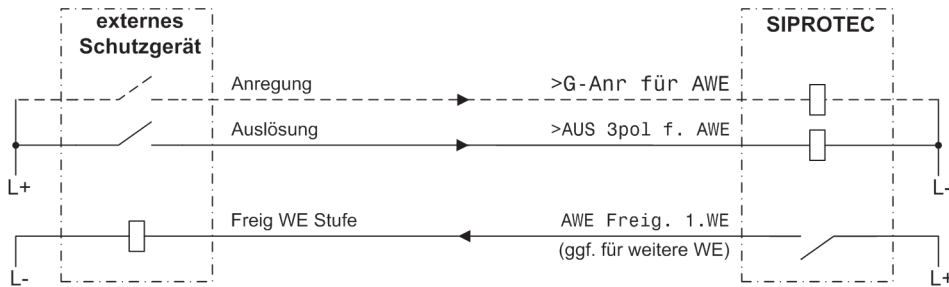 externes
Schutzgerät
SIPROTEC
Anregung
>G-Anr für AWE
Auslösung
>AUS 3pol f. AWE
L+
L-
Freig WE Stufe
AWE Freig. 1.WE
(ggf. für weitere WE)
L-
L+